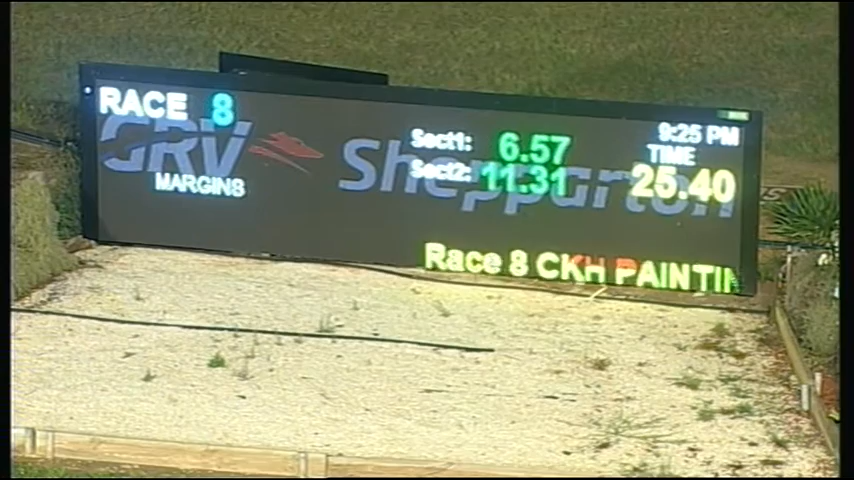 RACE 8
GRV
MARGINS
Shepparton
Sect1: 6.57
Sect2: 11.31
9:25 PM
TIME
25.40
Race 8 CKH PAINTIN